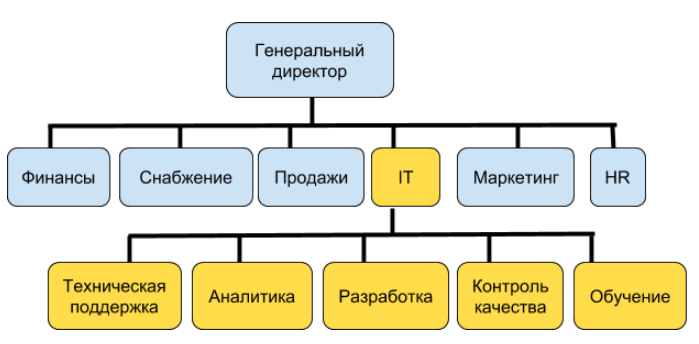 Генеральный
директор
Финансы
Снабжение
Продажи
IT
Маркетинг
HR
Техническая
поддержка
Аналитика
Разработка
Контроль
качества
Обучение